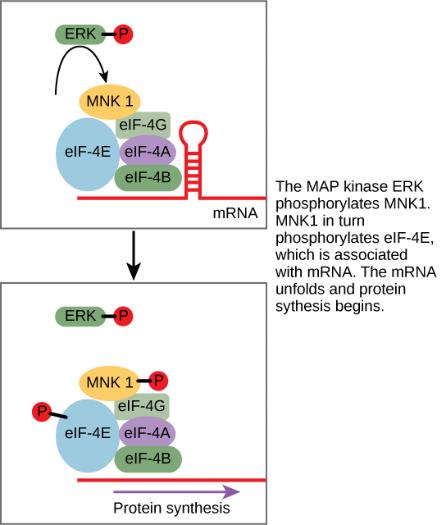 ERK P
MNK 1
eIF-4G
eIF-4E eIF-4A
eIF-4B
mRNA
The MAP kinase ERK
phosphorylates MNK1.
MNK1 in turn
phosphorylates eIF-4E,
which is associated
with mRNA. The mRNA
unfolds and protein
sythesis begins.
ERK P
MNK 1 P
P
eIF-4G
eIF-4E eIF-4A
eIF-4B
Protein synthesis